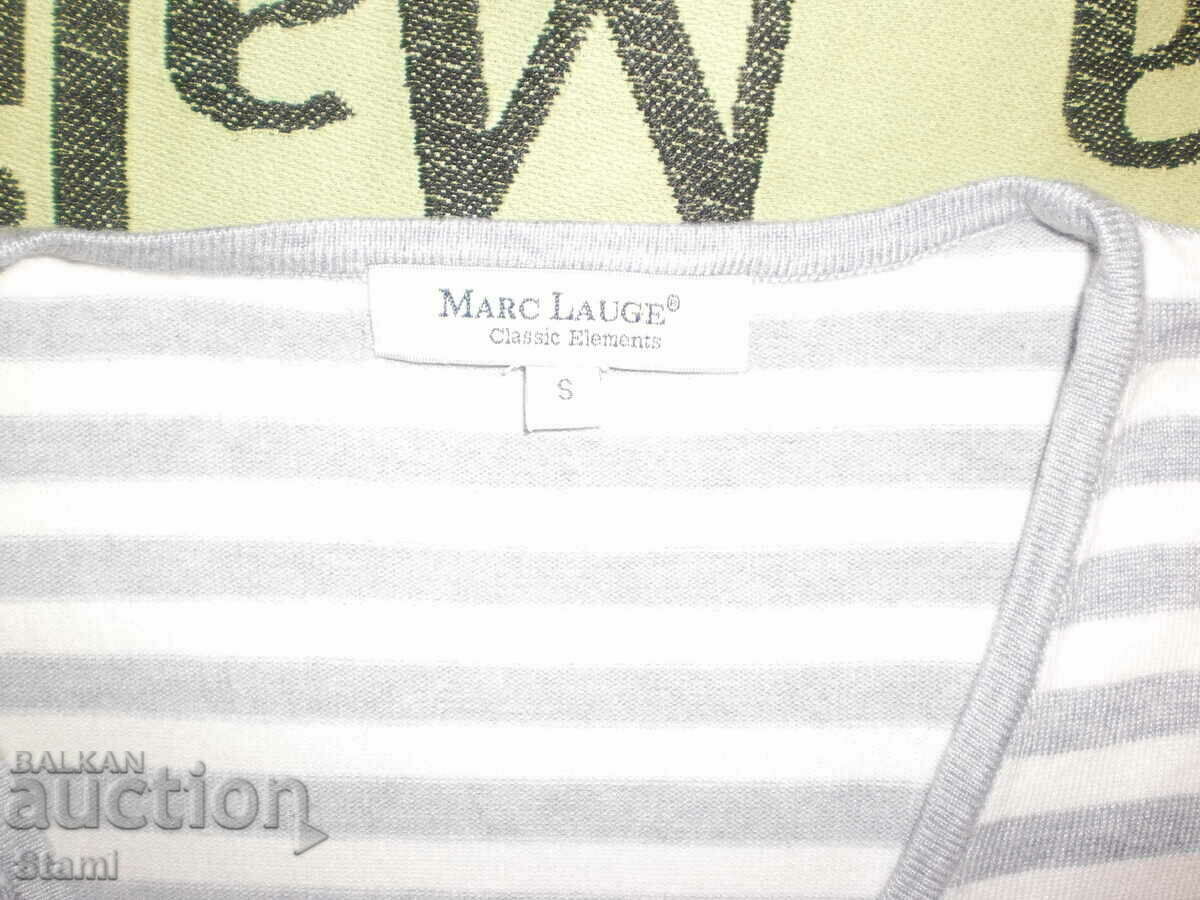 MARC LAUGE®
Classic Elements
S
BALKAN
auction
Stami